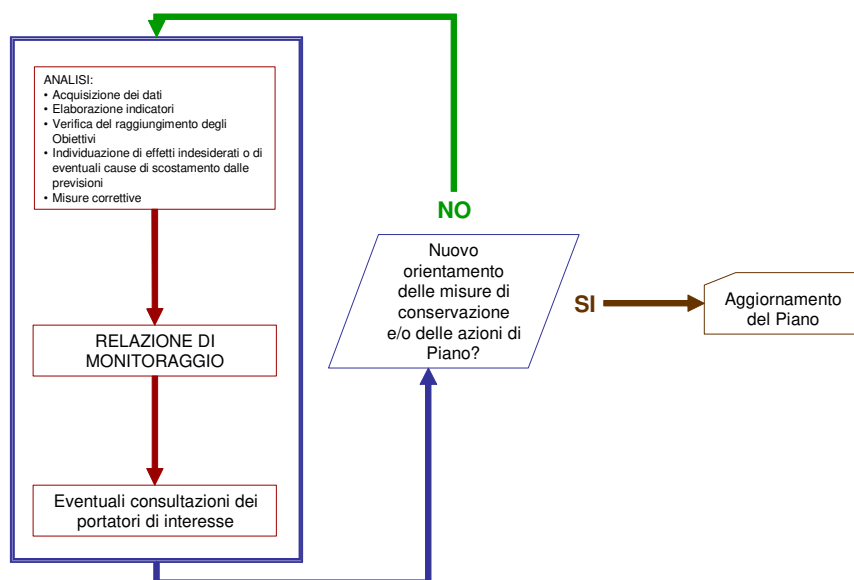 ANALISI:
• Acquisizione dei dati
• Elaborazione indicatori
• Verifica del raggiungimento degli
Obiettivi
• Individuazione di effetti indesiderati o di
eventuali cause di scostamento dalle
previsioni
• Misure correttive
RELAZIONE DI
MONITORAGGIO
Eventuali consultazioni dei
portatori di interesse
NO
Nuovo
orientamento
delle misure di
conservazione
e/o delle azioni di
Piano?
SI
Aggiornamento
del Piano